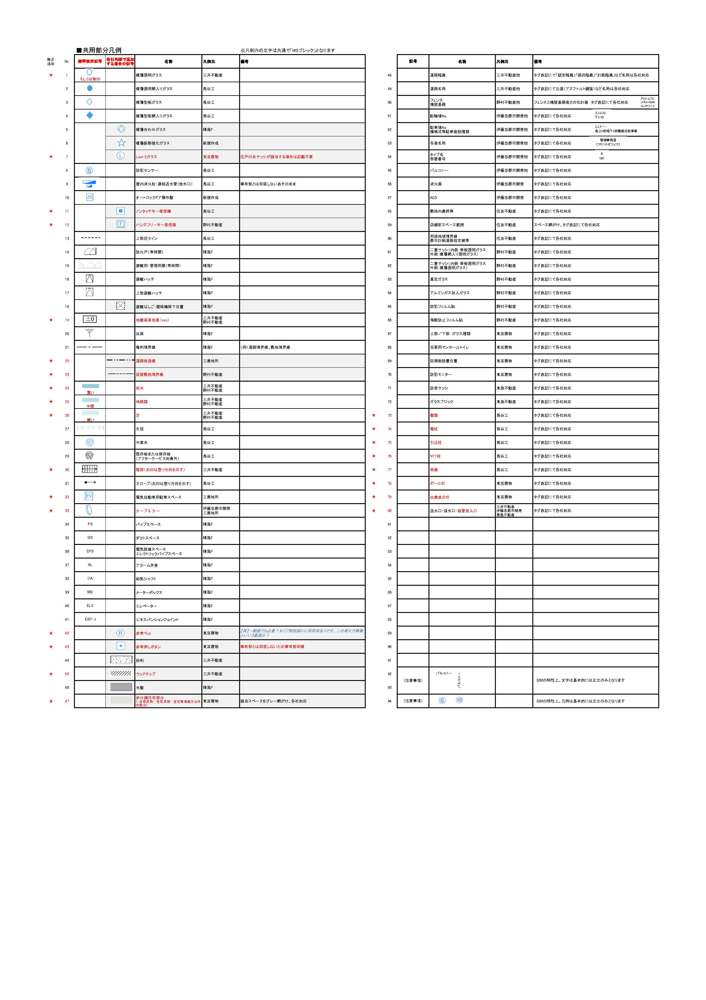 ■共用部分凡例 ※凡例内の文字は共通で「MSゴシック」となります
修正追加 No. 標準使用記号 各社判断で追加する場合の記号 名称 凡例元 備考
★ 1 もしくは無印 複層透明ガラス 三井不動産
2 複層透明網入りガラス 長谷工
3 複層型板ガラス 長谷工
4 複層型板網入りガラス 長谷工
5 複層合わせガラス 晴海F
6 複層耐熱強化ガラス 新規作成
★ 7 L Low-Eガラス 東京建物 住戸の全サッシが該当する場合は記載不要
8 S 防犯センサー 長谷工
9 屋内消火栓・連結送水管(放水口) 長谷工 専有部とは同居しない為そのまま
10 AS オートロックドア操作盤 新規作成
★ 11 ノンタッチキー受信機 長谷工
★ 12 F ハンズフリーキー受信器 野村不動産
13 上部庇ライン 長谷工
14 防火戸(常時開) 晴海F
15 避難用・管理用扉(常時閉) 晴海F
16 避難ハッチ 晴海F
17 上部避難ハッチ 晴海F
18 避難はしご・緩降機降下位置 晴海F
★ 19 ±0 地盤面高低差(mm) 三井不動産 野村不動産
20 法面 晴海F
21 権利境界線 晴海F (例)道路境界線、敷地境界線
★ 22 道路後退線 三菱地所
★ 23 仮想敷地境界線 野村不動産
★ 24 濃い 低木 三井不動産 野村不動産
★ 25 中間 地被類 三井不動産 野村不動産
★ 26 薄い 芝 三井不動産 野村不動産
27 生垣 長谷工
28 中高木 長谷工
29 既存樹または保存樹 (アフターサービス対象外) 長谷工
★ 30 階段(矢印は登り方向を示す) 三井不動産
31 スロープ(矢印は登り方向を示す) 長谷工
★ 32 EV 電気自動車用駐車スペース 三菱地所
★ 33 カーブミラー 伊藤忠都市開発 三菱地所
34 PS パイプスペース 晴海F
35 DS ダクトスペース 晴海F
36 EPS 電気設備スペース エレクトリックパイプスペース 晴海F
37 AL アラーム弁室 晴海F
38 OA 給気シャフト 晴海F
39 MB メーターボックス 晴海F
40 ELV エレベーター 晴海F
41 EXP・J エキスパンションジョイント 晴海F
★ 42 B 非常ベル 東京建物 【再】一般図でも必要？タイプ間取図にに同符号ありです。↓の考え方等集といいう意図か？
★ 43 非常押しボタン 東京建物 専有部とは同居しないため専有部同様
44 砂利 三井不動産
★ 45 ウッドチップ 三井不動産
46 水盤 晴海F
★ 47 非分譲住宅部分 (全体共用・住宅共用・住宅専有部分以外の部分) 東京建物 該当スペースをグレー網がけ、各社対応
記号 名称 凡例元 備考
48 道路幅員 三井不動産他 タグ表記にて「認定幅員」「現況幅員」「計画幅員」など名称は各社対応
49 道路名称 三井不動産他 タグ表記にて公道(アスファルト舗装)など名称は各社対応
50 フェンス 擁壁基礎 野村不動産他 フェンスと擁壁基礎高さの合計値 タグ表記にて各社対応 メッシュフェンスH=2000 コンクリート
51 駐輪場No. 伊藤忠都市開発他 タグ表記にて各社対応 上11-20 下1-10
52 駐車場No. 機械式等駐車施設種類 伊藤忠都市開発他 タグ表記にて各社対応 1,2,3・・・ 地上4段地下1段機械式駐車場
53 各室名称 伊藤忠都市開発他 タグ表記にて各社対応 管理事務室 (フロントオフィス)
54 タイプ名 部屋番号 伊藤忠都市開発他 タグ表記にて各社対応 A 101
55 バルコニー 伊藤忠都市開発他 タグ表記にて各社対応
56 消火器 伊藤忠都市開発 タグ表記にて各社対応
57 AED 伊藤忠都市開発 タグ表記にて各社対応
58 敷地内最終桝 住友不動産 タグ表記にて各社対応
59 店舗前スペース範囲 住友不動産 スペース網がけ、タグ表記にて各社対応
60 用途地域境界線 都市計画道路指定線等 住友不動産 タグ表記にて各社対応
61 二重サッシ(内側:単板透明ガラス 外側:複層網入り透明ガラス) 野村不動産 タグ表記にて各社対応
62 二重サッシ(内側:単板透明ガラス 外側:複層透明ガラス) 野村不動産 タグ表記にて各社対応
63 真空ガラス 野村不動産 タグ表記にて各社対応
64 アルゴンガス封入ガラス 野村不動産 タグ表記にて各社対応
65 防犯フィルム貼 野村不動産 タグ表記にて各社対応
66 飛散防止フィルム貼 野村不動産 タグ表記にて各社対応
67 上部／下部 ガラス種類 東京建物 タグ表記にて各社対応
68 災害用マンホールトイレ 東京建物 タグ表記にて各社対応
69 防潮板設置位置 東京建物 タグ表記にて各社対応
70 防犯モニター 東京建物 タグ表記にて各社対応
71 防音サッシ 東急不動産 タグ表記にて各社対応
72 ガラスブロック 東急不動産 タグ表記にて各社対応
★ 73 盤類 長谷工 タグ表記にて各社対応
★ 74 電柱 長谷工 タグ表記にて各社対応
★ 75 引込柱 長谷工 タグ表記にて各社対応
★ 76 NTT柱 長谷工 タグ表記にて各社対応
★ 77 架線 長谷工 タグ表記にて各社対応
★ 78 ポール灯 東京建物 タグ表記にて各社対応
★ 79 出庫表示灯 東京建物 タグ表記にて各社対応
★ 80 送水口・採水口・吸管投入口 三井不動産 伊藤忠都市開発 東急不動産 タグ表記にて各社対応
81
82
83
84
85
86
87
88
89
90
91
92 (注意事項) バルコニー バルコニー BIMの特性上、文字は基本的には正立のみとなります
93
94 (注意事項) S S BIMの特性上、凡例は基本的には正立のみとなります